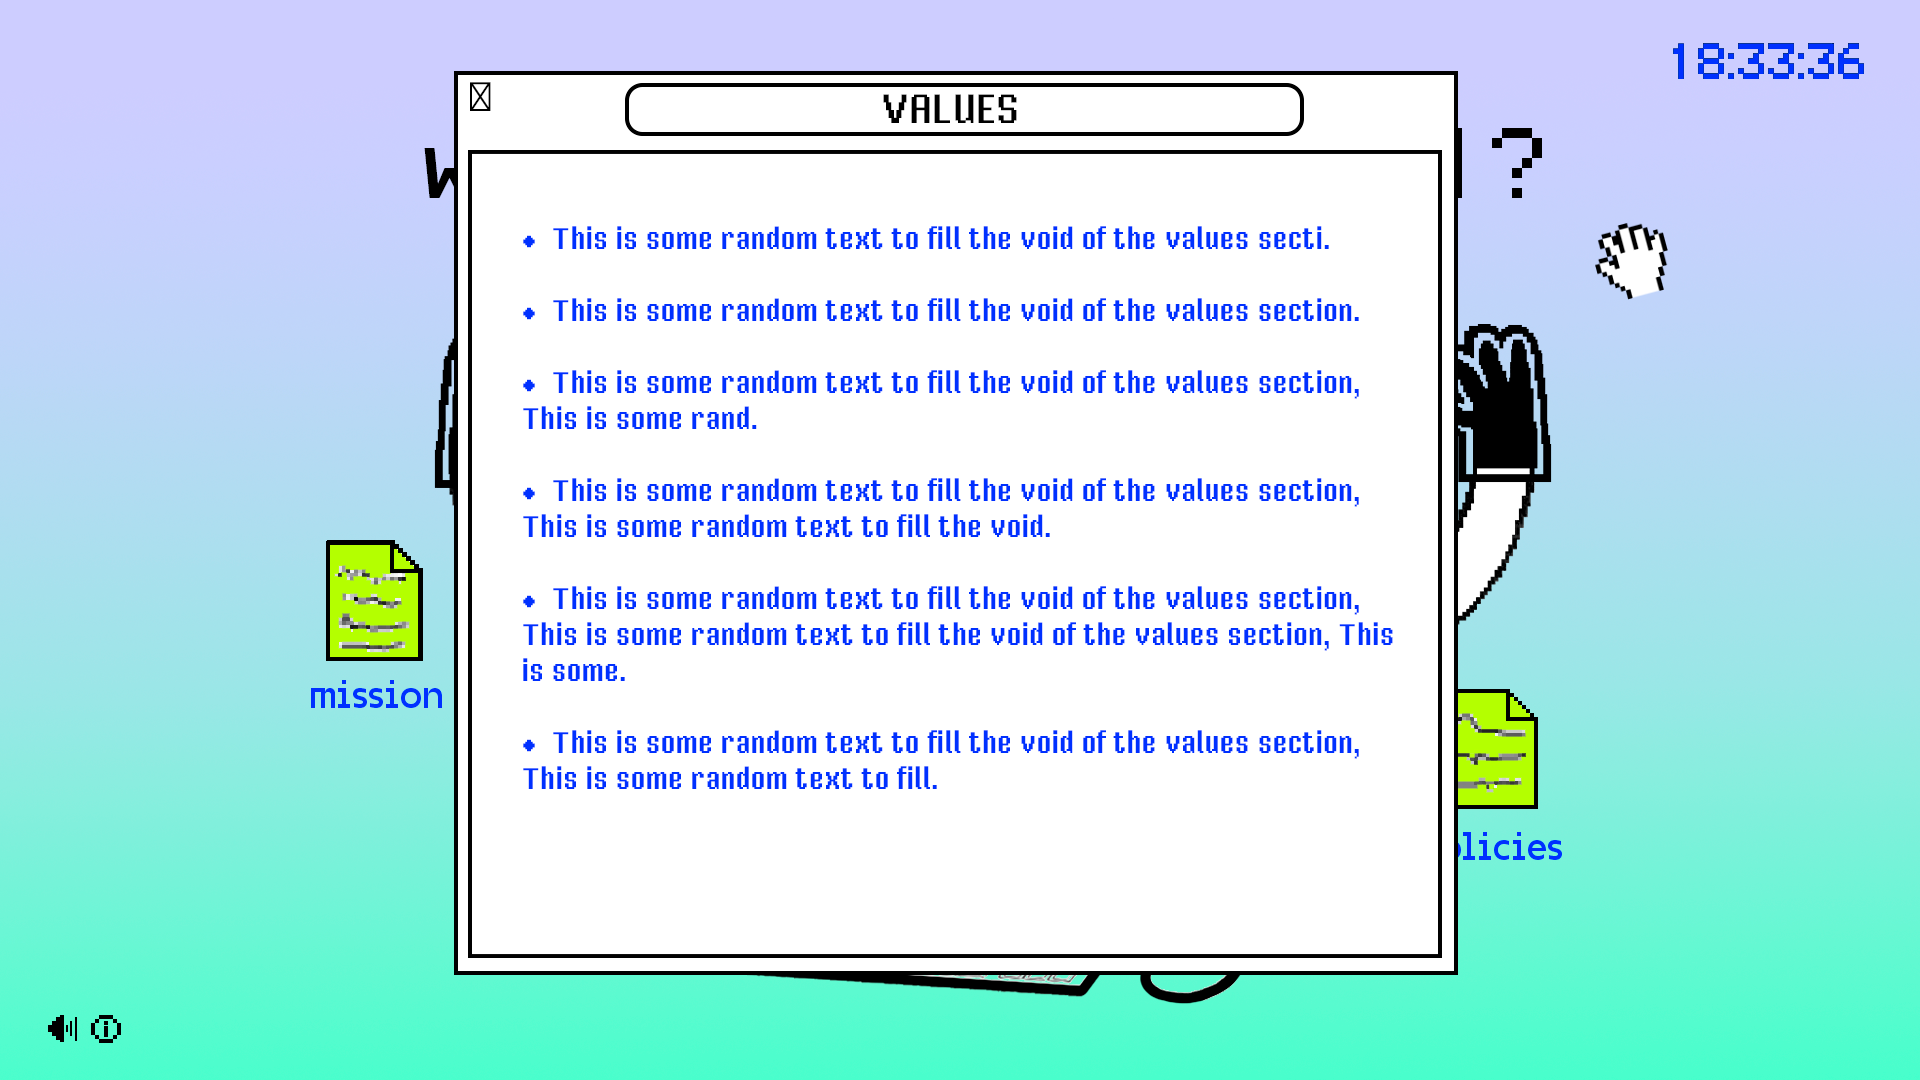 18:33:36
VALUES
?
• This is some random text to fill the void of the values secti.
• This is some random text to fill the void of the values section.
• This is some random text to fill the void of the values section,
This is some rand.
• This is some random text to fill the void of the values section,
This is some random text to fill the void.
• This is some random text to fill the void of the values section,
This is some random text to fill the void of the values section, This
is some.
• This is some random text to fill the void of the values section,
This is some random text to fill.
mission
licies